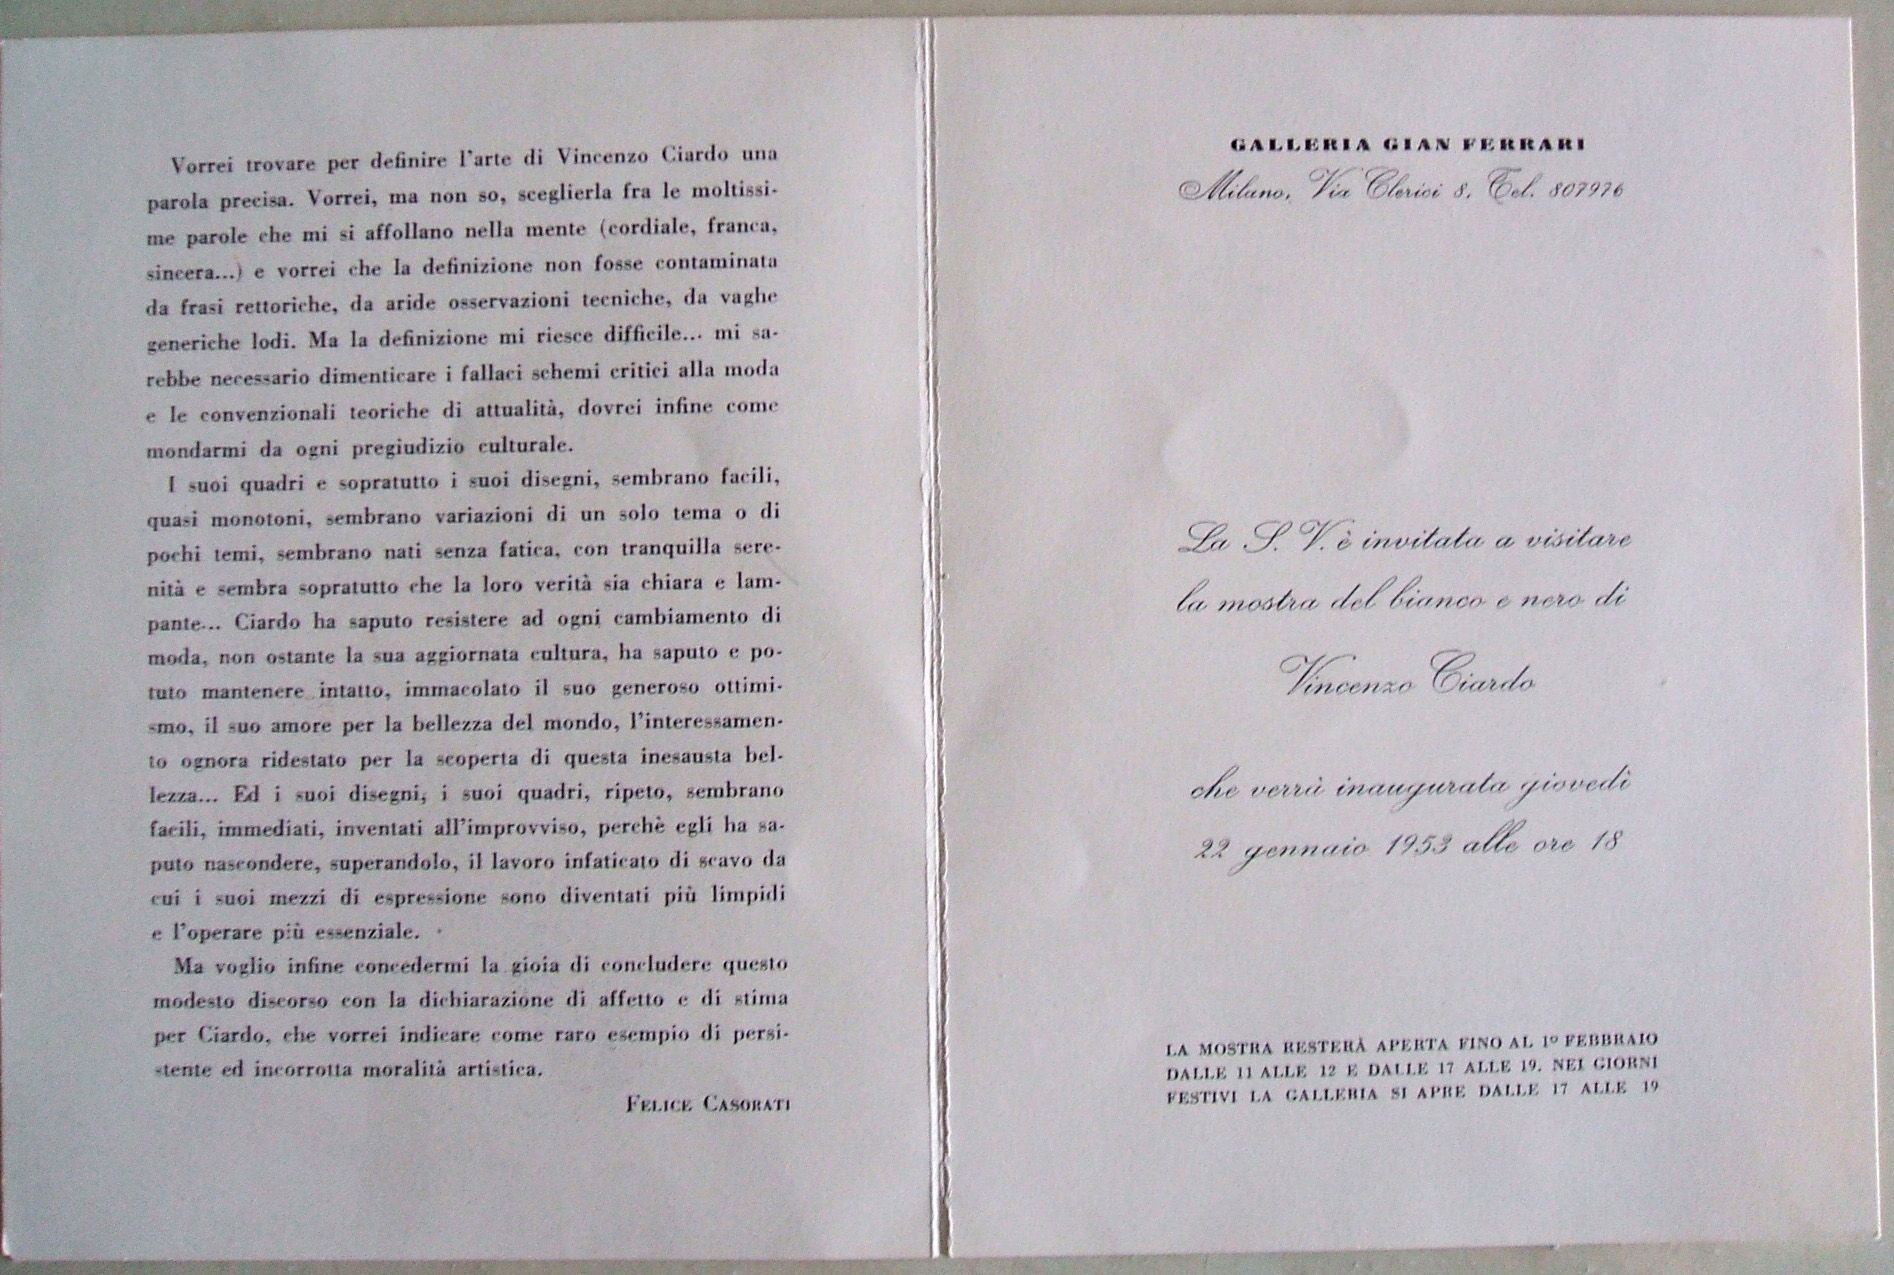 Vorrei trovare per definire l'arte di Vincenzo Ciardo una
parola precisa. Vorrei, ma non so, sceglierla fra le moltissi-
me parole che mi si affollano nella mente (cordiale, franca,
sincera...) e vorrei che la definizione non fosse contaminata
da frasi rettoriche, da aride osservazioni tecniche, da vaghe
generiche lodi. Ma la definizione mi riesce difficile... mi sa-
rebbe necessario dimenticare i fallaci schemi critici alla moda
e le convenzionali teoriche di attualità, dovrei infine come
mondarmi da ogni pregiudizio culturale.
I suoi quadri e sopratutto i suoi disegni, sembrano facili,
quasi monotoni, sembrano variazioni di un solo tema o di
pochi temi, sembrano nati senza fatica, con tranquilla sere-
nità e sembra sopratutto che la loro verità sia chiara e lam-
pante... Ciardo ha saputo resistere ad ogni cambiamento di
moda, non ostante la sua aggiornata cultura, ha saputo e po-
tuto mantenere intatto, immacolato il suo generoso ottimi-
smo, il suo amore per la bellezza del mondo, l'interessamen-
to ognora ridestato per la scoperta di questa inesausta bel-
lezza... Ed i suoi disegni, i suoi quadri, ripeto, sembrano
facili, immediati, inventati all'improvviso, perchè egli ha sa-
puto nascondere, superandolo, il lavoro infaticato di scavo da
cui i suoi mezzi di espressione sono diventati più limpidi
e l'operare più essenziale.
Ma voglio infine concedermi la gioia di concludere questo
modesto discorso con la dichiarazione di affetto e di stima
per Ciardo, che vorrei indicare come raro esempio di persi-
stente ed incorrotta moralità artistica.
FELICE CASORATI
GALLERIA GIAN FERRARI
Milano, Via Clerici 8. Tel. 807976
La S. V. è invitata a visitare
la mostra del bianco e nero di
Vincenzo Ciardo
che verrà inaugurata giovedì
22 gennaio 1953 alle ore 18
LA MOSTRA RESTERÀ APERTA FINO AL 1º FEBBRAIO
DALLE 11 ALLE 12 E DALLE 17 ALLE 19. NEI GIORNI
FESTIVI LA GALLERIA SI APRE DALLE 17 ALLE 19